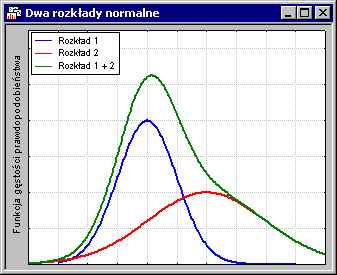 Dwa rozkłady normalne
Rozkład 1
Rozkład 2
Rozkład 1 + 2
Funkcja gęstości prawdopodobieństwa